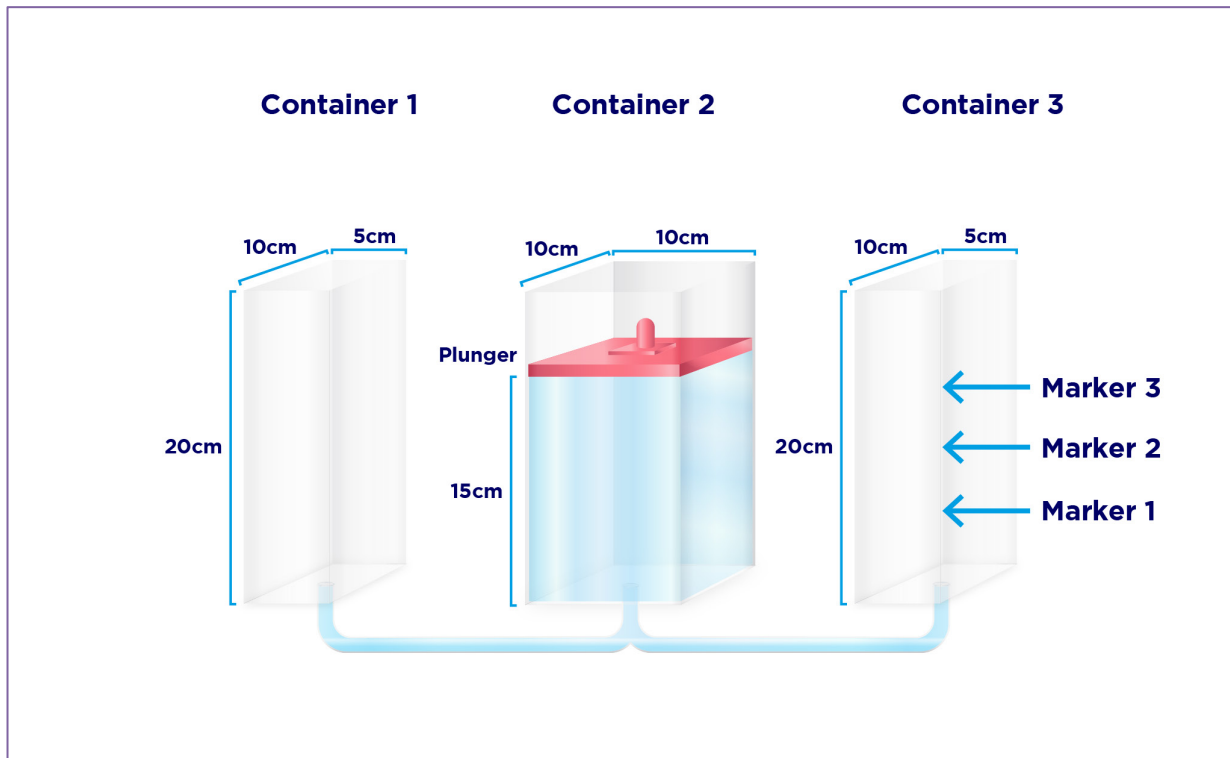 Container 1
Container 2
Container 3
10cm
5cm
10cm
10cm
10cm
5cm
Plunger
20cm
15cm
20cm
Marker 3
Marker 2
Marker 1